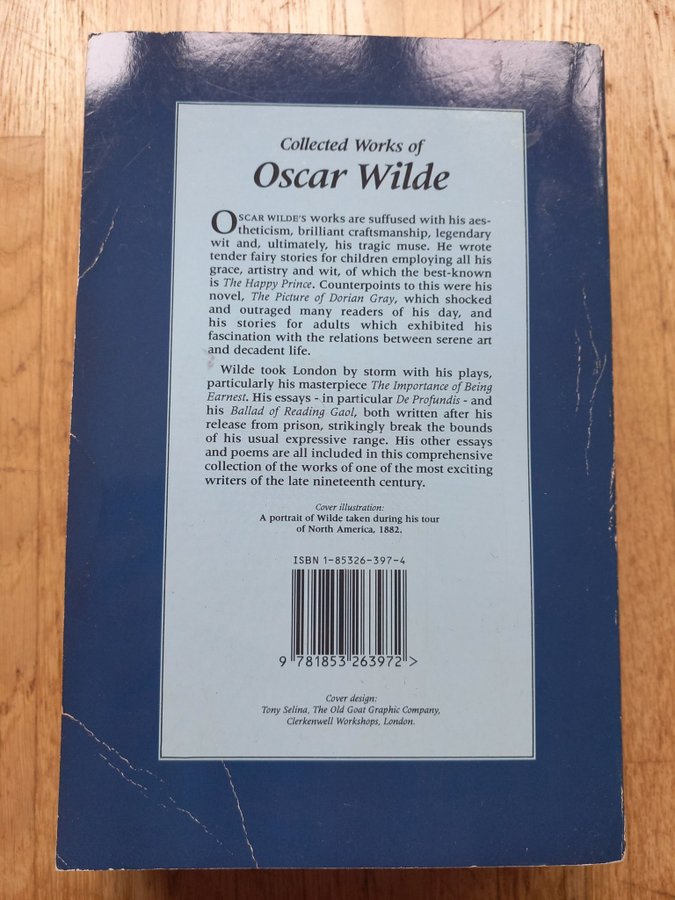 Collected Works of
Oscar Wilde
OSCAR WILDE'S works are suffused with his aes-
theticism, brilliant craftsmanship, legendary
wit and, ultimately, his tragic muse. He wrote
tender fairy stories for children employing all his
grace, artistry and wit, of which the best-known
is The Happy Prince. Counterpoints to this were his
novel, The Picture of Dorian Gray, which shocked
and outraged many readers of his day, and
his stories for adults which exhibited his
fascination with the relations between serene art
and decadent life.
Wilde took London by storm with his plays,
particularly his masterpiece The Importance of Being
Earnest. His essays - in particular De Profundis - and
his Ballad of Reading Gaol, both written after his
release from prison, strikingly break the bounds
of his usual expressive range. His other essays
and poems are all included in this comprehensive
collection of the works of one of the most exciting
writers of the late nineteenth century.
Cover illustration:
A portrait of Wilde taken during his tour
of North America, 1882.
ISBN 1-85326-397-4
9 781853 263972 >
Cover design:
Tony Selina, The Old Goat Graphic Company,
Clerkenwell Workshops, London.